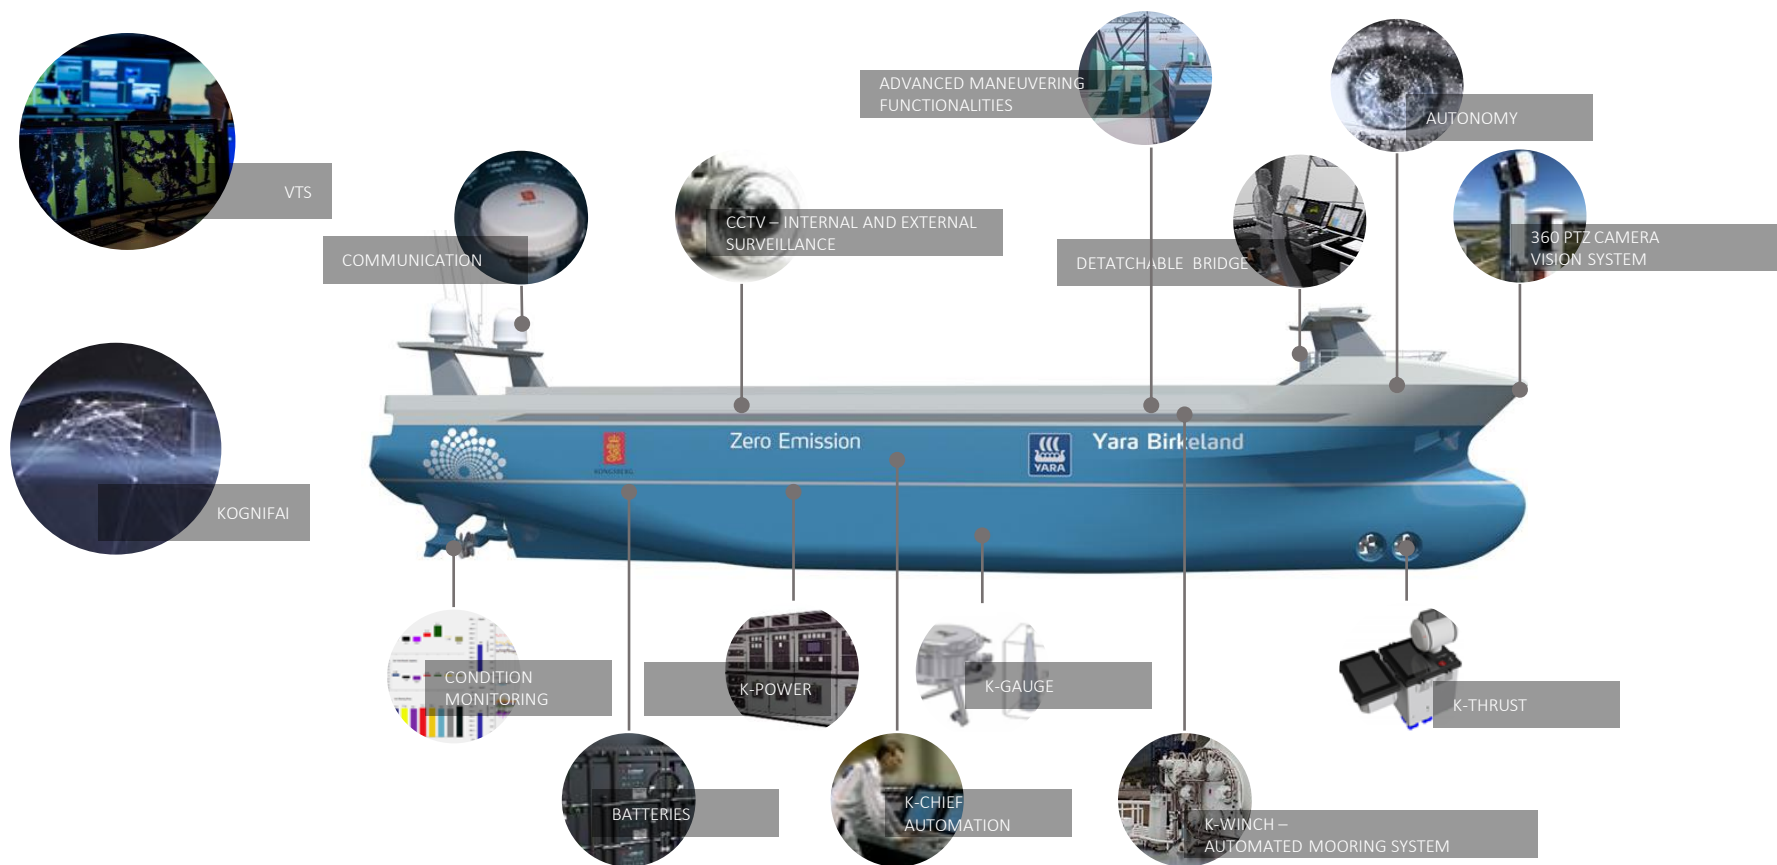 ADVANCED MANEUVERING
FUNCTIONALITIES
AUTONOMY
VTS
CCTV – INTERNAL AND EXTERNAL
SURVEILLANCE
COMMUNICATION
DETATCHABLE BRIDGE
360 PTZ CAMERA
VISION SYSTEM
Zero Emission
Yara Birkeland
KONGSBERG
YARA
KOGNIFAI
CONDITION
MONITORING
K-POWER
K-GAUGE
K-THRUST
BATTERIES
K-CHIEF
AUTOMATION
K-WINCH –
AUTOMATED MOORING SYSTEM